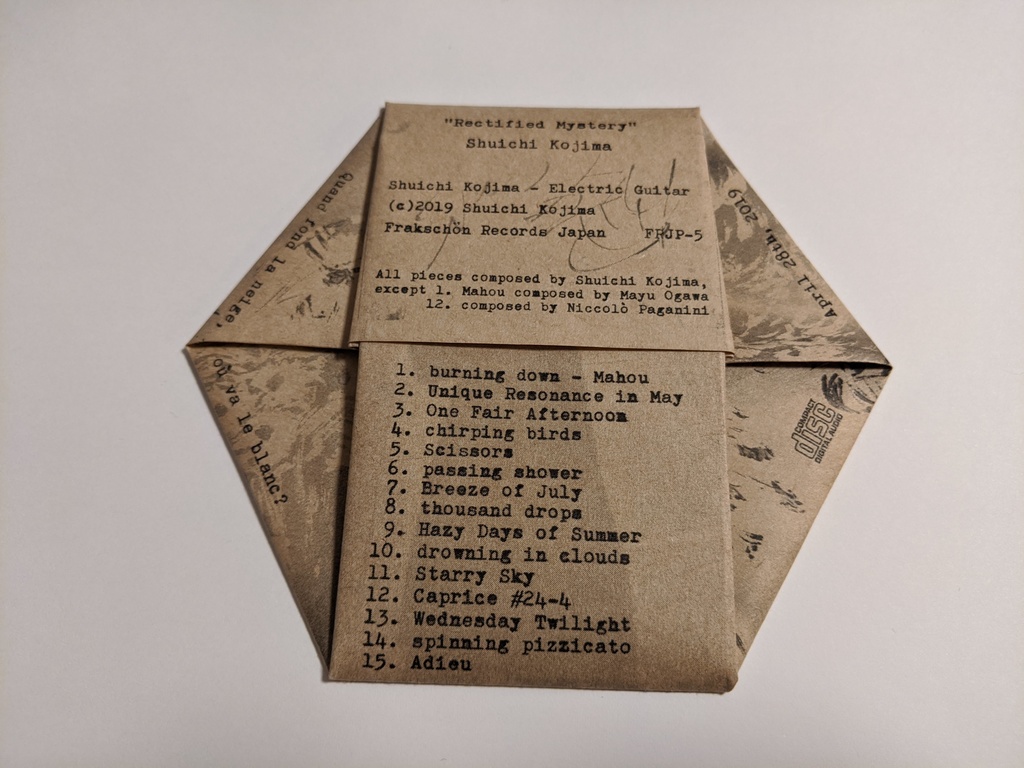 "Rectified Mystery"
Shuichi Kojima
Shuichi Kojima - Electric Guitar
(c)2019 Shuichi Kojima
Frakschön Records Japan FRJP-5
All pieces composed by Shuichi Kojima,
except 1. Mahou composed by Mayu Ogawa
12. composed by Niccolò Paganini
1. burning down - Mahou
2. Unique Resonance in May
3. One Fair Afternoon
4. chirping birds
5. Scissors
6. passing shower
7. Breeze of July
8. thousand drops
9. Hazy Days of Summer
10. drowning in clouds
11. Starry Sky
12. Caprice #24-4
13. Wednesday Twilight
14. spinning pizzicato
15. Adieu
Quand fond la neige,
où va le blanc?
April 28th, 2019
COMPACT
disc
DIGITAL AUDIO